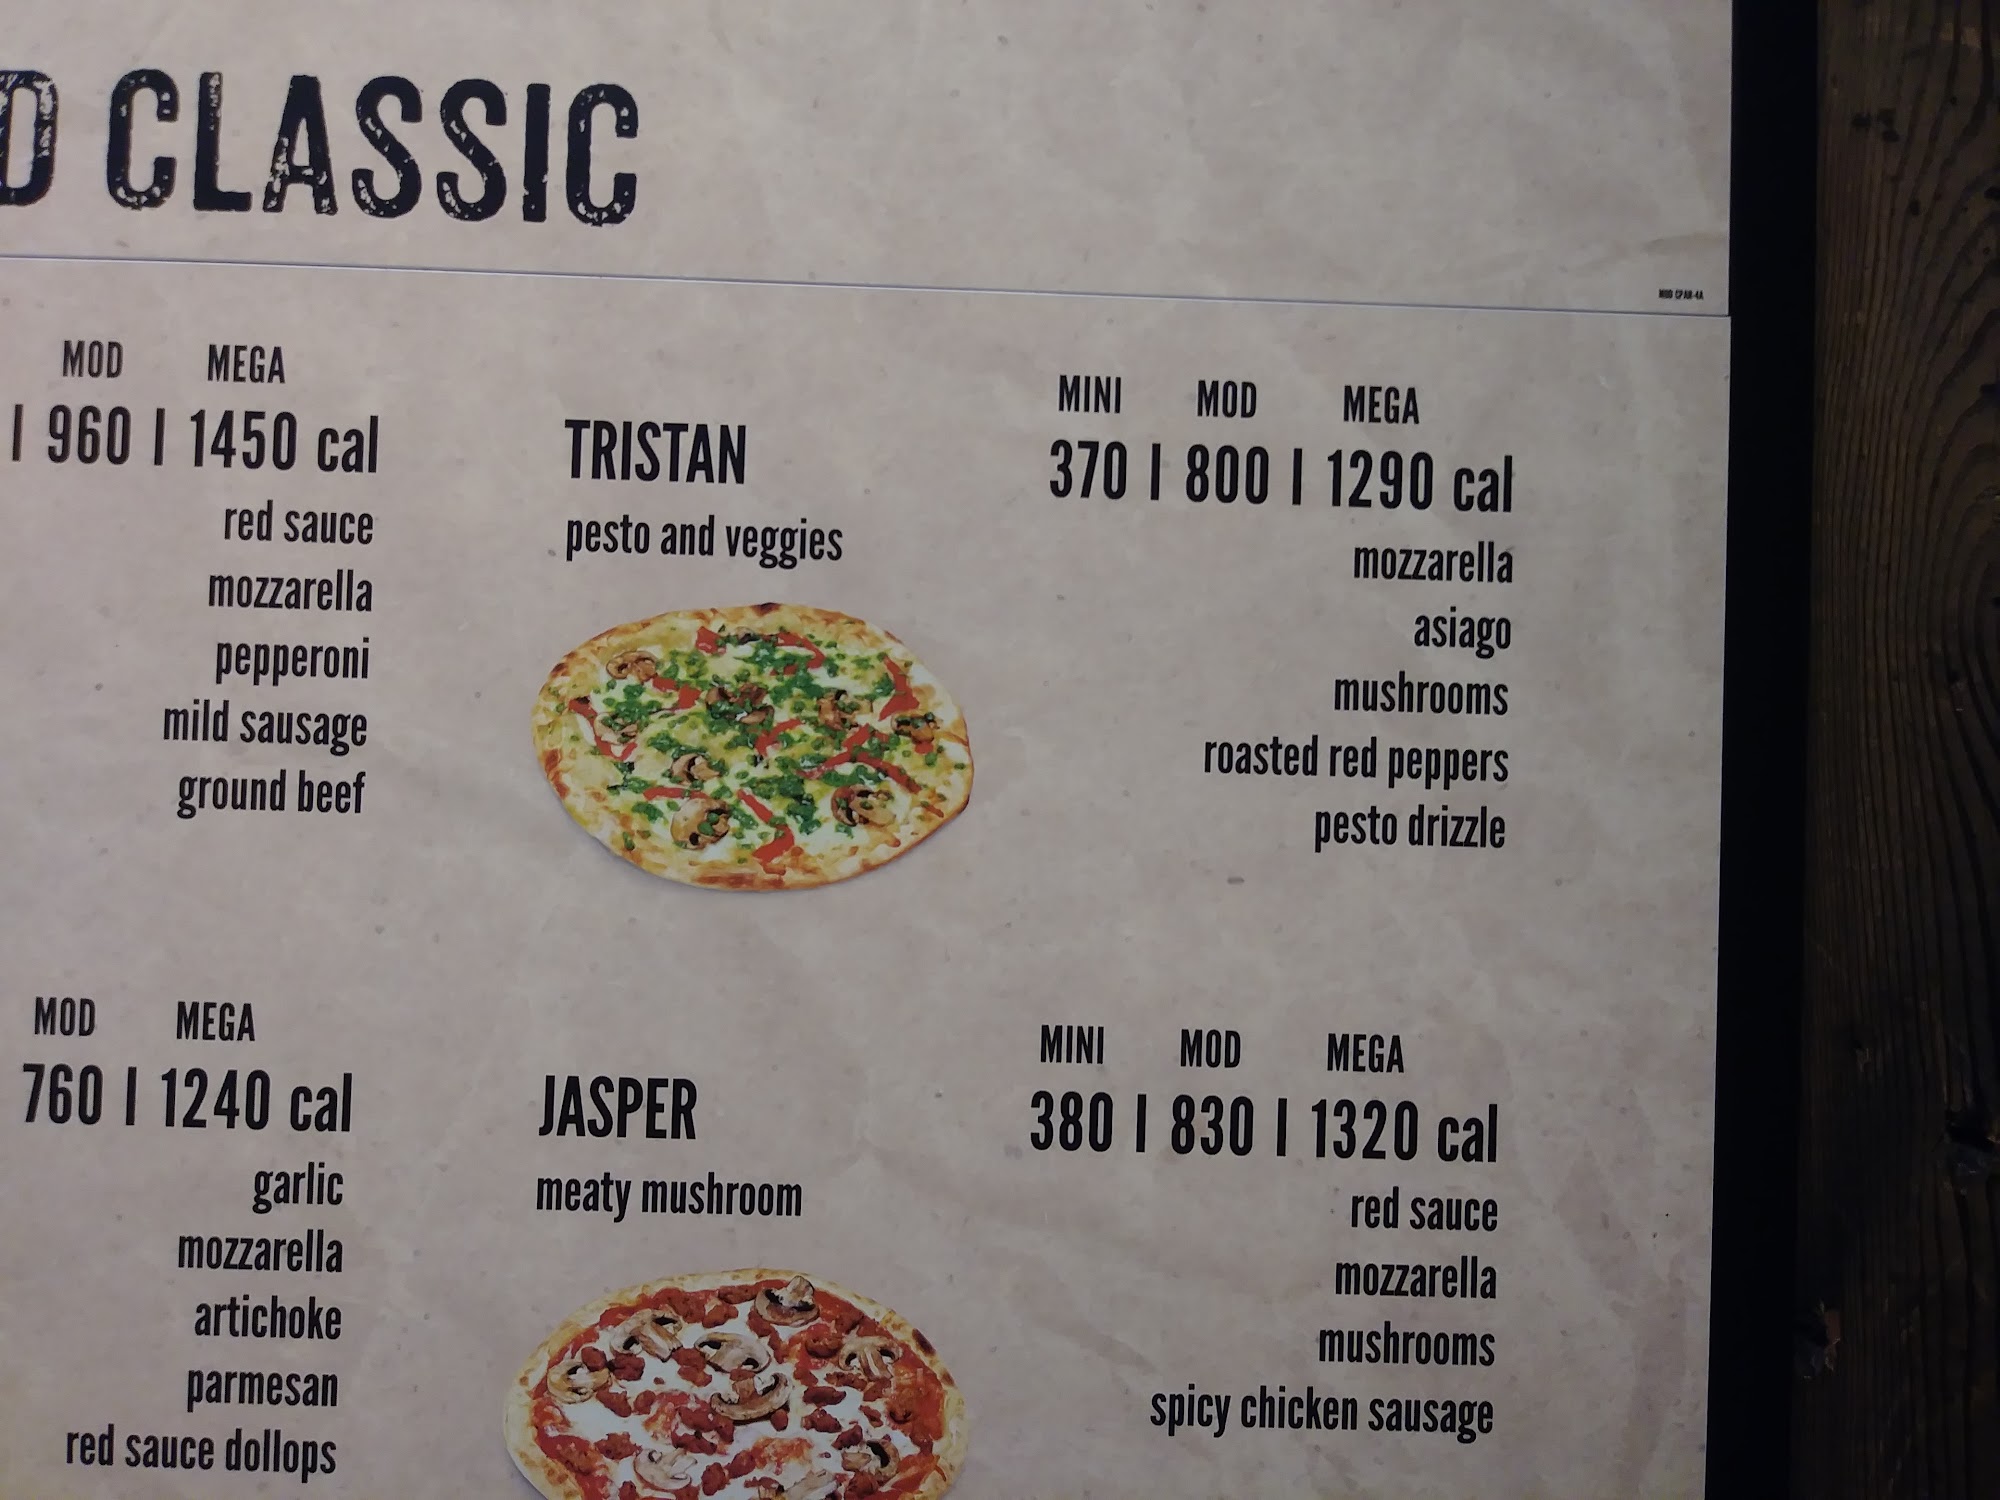 CLASSIC
MOD MEGA
| 960 | 1450 cal
red sauce
mozzarella
pepperoni
mild sausage
ground beef
TRISTAN
pesto and veggies
MINI MOD MEGA
370 | 800 | 1290 cal
mozzarella
asiago
mushrooms
roasted red peppers
pesto drizzle
MOD MEGA
760 | 1240 cal
garlic
mozzarella
artichoke
parmesan
red sauce dollops
JASPER
meaty mushroom
MINI MOD MEGA
380 | 830 | 1320 cal
red sauce
mozzarella
mushrooms
spicy chicken sausage